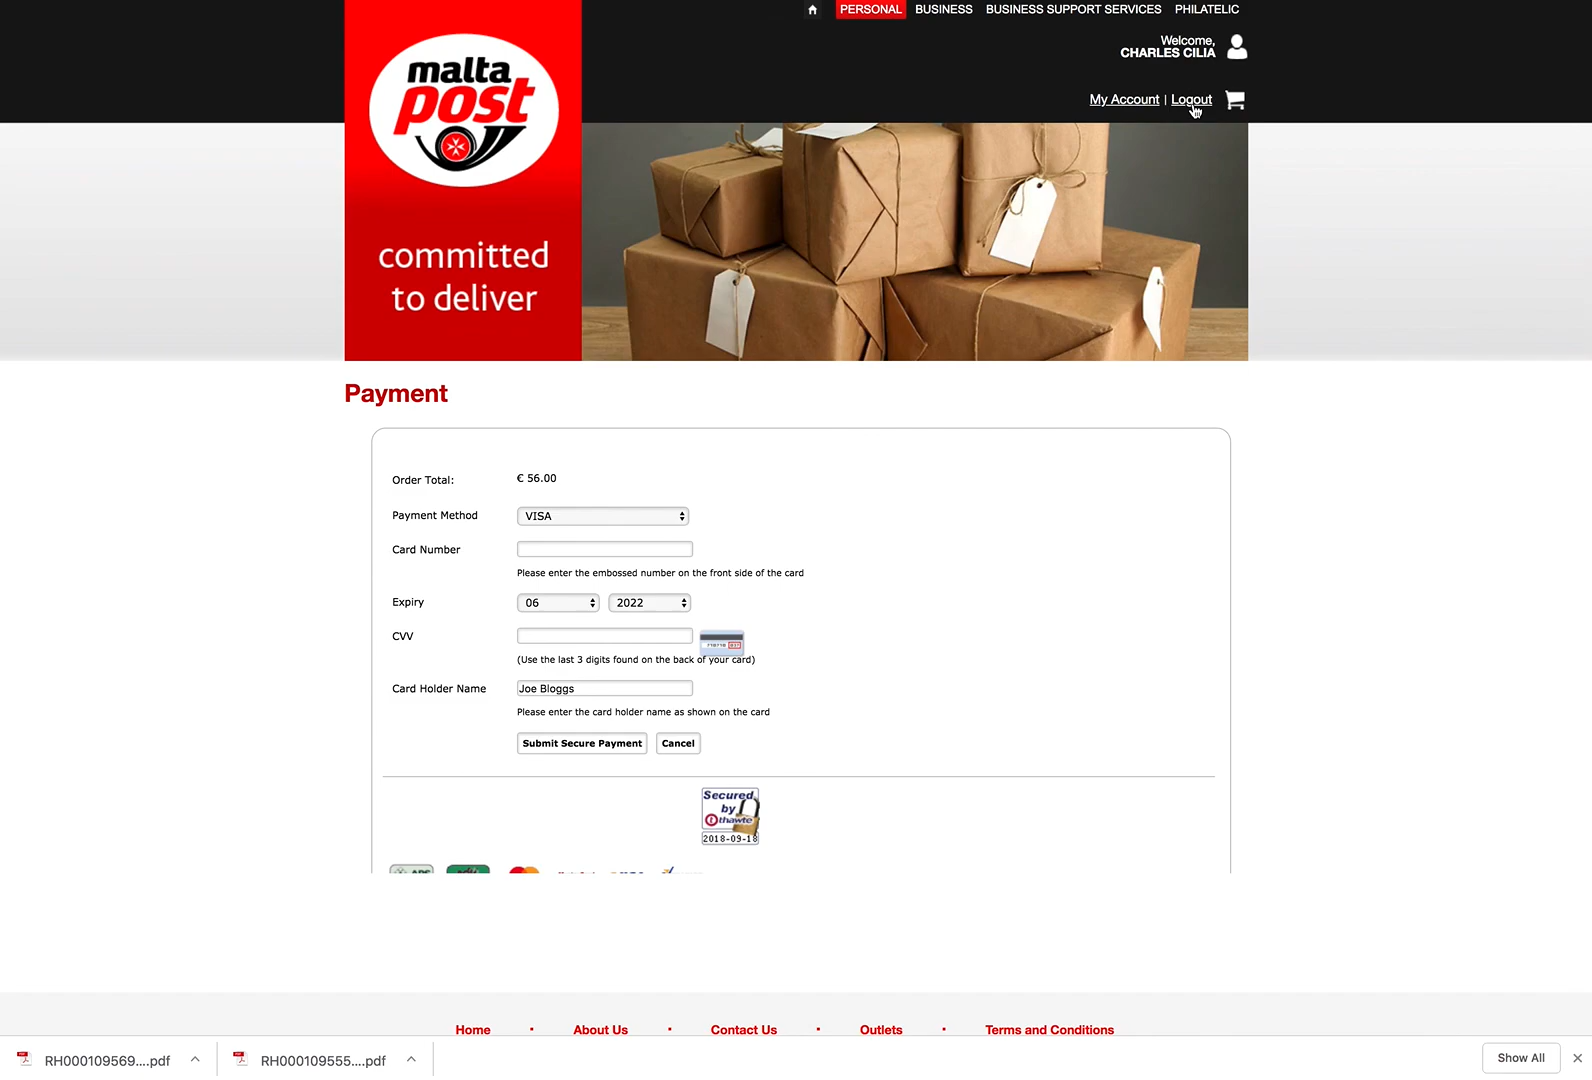 PERSONAL BUSINESS BUSINESS SUPPORT SERVICES PHILATELIC
Welcome,
CHARLES CILIA
My Account | Logout
malta
post
committed
to deliver
Payment
Order Total: € 56.00
Payment Method VISA
Card Number
Please enter the embossed number on the front side of the card
Expiry 06 2022
CVV
(Use the last 3 digits found on the back of your card)
Card Holder Name Joe Bloggs
Please enter the card holder name as shown on the card
Submit Secure Payment Cancel
Secured
by
thawte
2018-09-18
Home · About Us · Contact Us · Outlets · Terms and Conditions
RH000109569....pdf RH000109555....pdf Show All